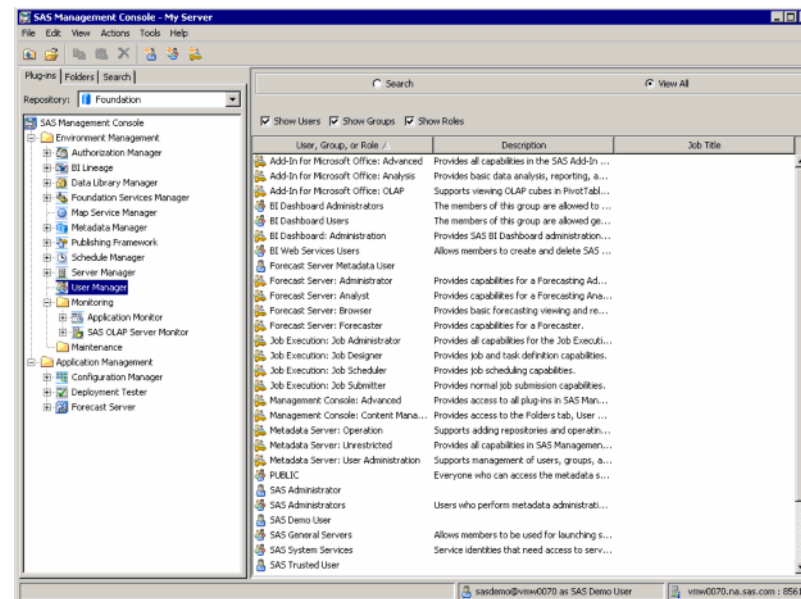 SAS Management Console - My Server
File Edit View Actions Tools Help
Plug-ins Folders Search
Repository: Foundation
SAS Management Console
Environment Management
Authorization Manager
BI Lineage
Data Library Manager
Foundation Services Manager
Map Service Manager
Metadata Manager
Publishing Framework
Schedule Manager
Server Manager
User Manager
Monitoring
Application Monitor
SAS OLAP Server Monitor
Maintenance
Application Management
Configuration Manager
Deployment Tester
Forecast Server
Search View All
Show Users Show Groups Show Roles
User, Group, or Role Description Job Title
Add-In for Microsoft Office: Advanced Provides all capabilities in the SAS Add-In ...
Add-In for Microsoft Office: Analysis Provides basic data analysis, reporting, a...
Add-In for Microsoft Office: OLAP Supports viewing OLAP cubes in PivotTabl...
BI Dashboard Administrators The members of this group are allowed to ...
BI Dashboard Users The members of this group are allowed ge...
BI Dashboard: Administration Provides SAS BI Dashboard administration...
BI Web Services Users Allows members to create and delete SAS ...
Forecast Server Metadata User
Forecast Server: Administrator Provides capabilities for a Forecasting Ad...
Forecast Server: Analyst Provides capabilities for a Forecasting Ana...
Forecast Server: Browser Provides basic forecasting viewing and re...
Forecast Server: Forecaster Provides capabilities for a Forecaster.
Job Execution: Job Administrator Provides all capabilities for the Job Executi...
Job Execution: Job Designer Provides job and task definition capabilities.
Job Execution: Job Scheduler Provides job scheduling capabilities.
Job Execution: Job Submitter Provides normal job submission capabilities.
Management Console: Advanced Provides access to all plug-ins in SAS Man...
Management Console: Content Mana... Provides access to the Folders tab, User ...
Metadata Server: Operation Supports adding repositories and operatin...
Metadata Server: Unrestricted Provides all capabilities in SAS Managemen...
Metadata Server: User Administration Supports management of users, groups, a...
PUBLIC Everyone who can access the metadata s...
SAS Administrator
SAS Administrators Users who perform metadata administrati...
SAS Demo User
SAS General Servers Allows members to be used for launching s...
SAS System Services Service identities that need access to serv...
SAS Trusted User
sasdemo@vmw0070 as SAS Demo User vmw0070.na.sas.com : 8561